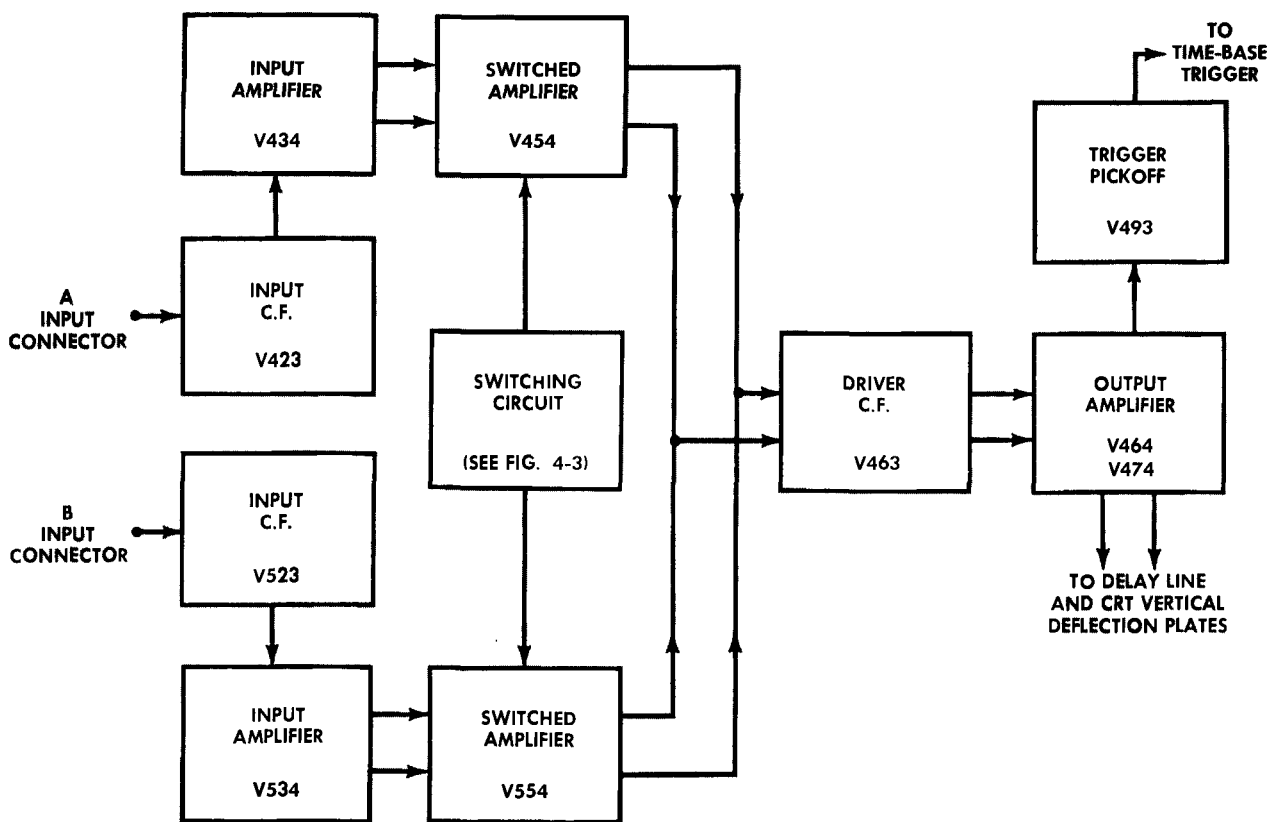 INPUT
AMPLIFIER
V434
SWITCHED
AMPLIFIER
V454
TO
TIME-BASE
TRIGGER
TRIGGER
PICKOFF
V493
A
INPUT
CONNECTOR
INPUT
C.F.
V423
SWITCHING
CIRCUIT
(SEE FIG. 4-3)
DRIVER
C.F.
V463
OUTPUT
AMPLIFIER
V464
V474
B
INPUT
CONNECTOR
INPUT
C.F.
V523
TO DELAY LINE
AND CRT VERTICAL
DEFLECTION PLATES
INPUT
AMPLIFIER
V534
SWITCHED
AMPLIFIER
V554